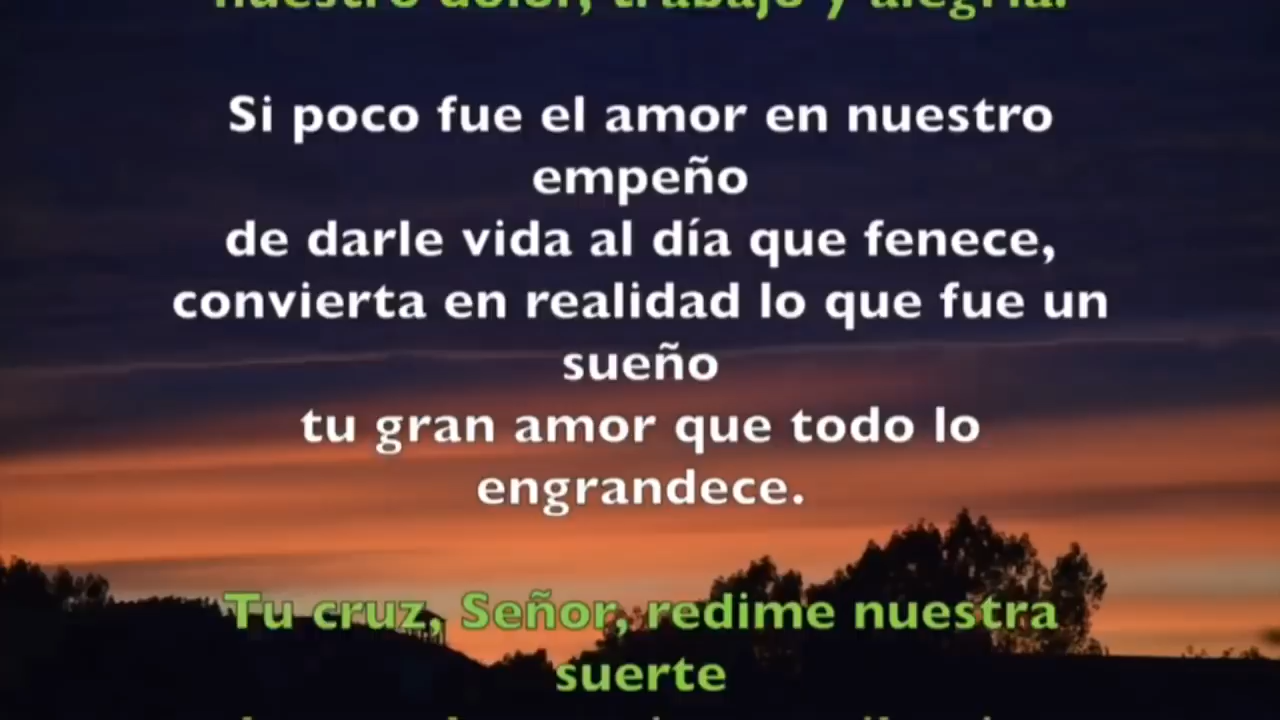 nuestro dolor, trabajo y alegría.
Si poco fue el amor en nuestro
empeño
de darle vida al día que fenece,
convierta en realidad lo que fue un
sueño
tu gran amor que todo lo
engrandece.
Tu cruz, Señor, redime nuestra
suerte